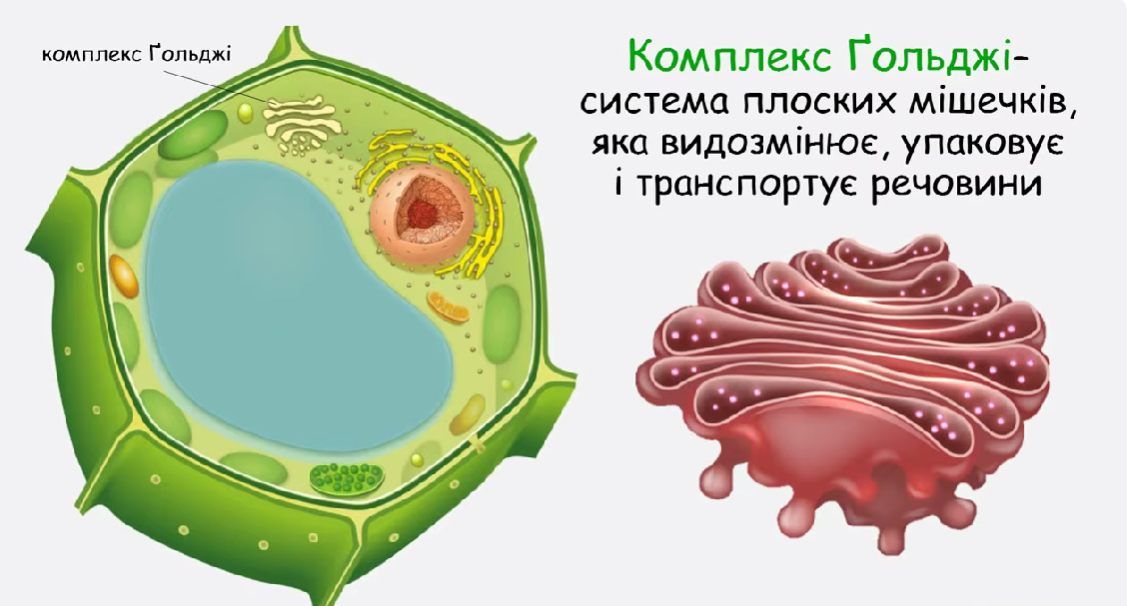 комплекс Ґольджі
Комплекс Ґольджі-
система плоских мішечків,
яка видозмінює, упаковує
і транспортує речовини